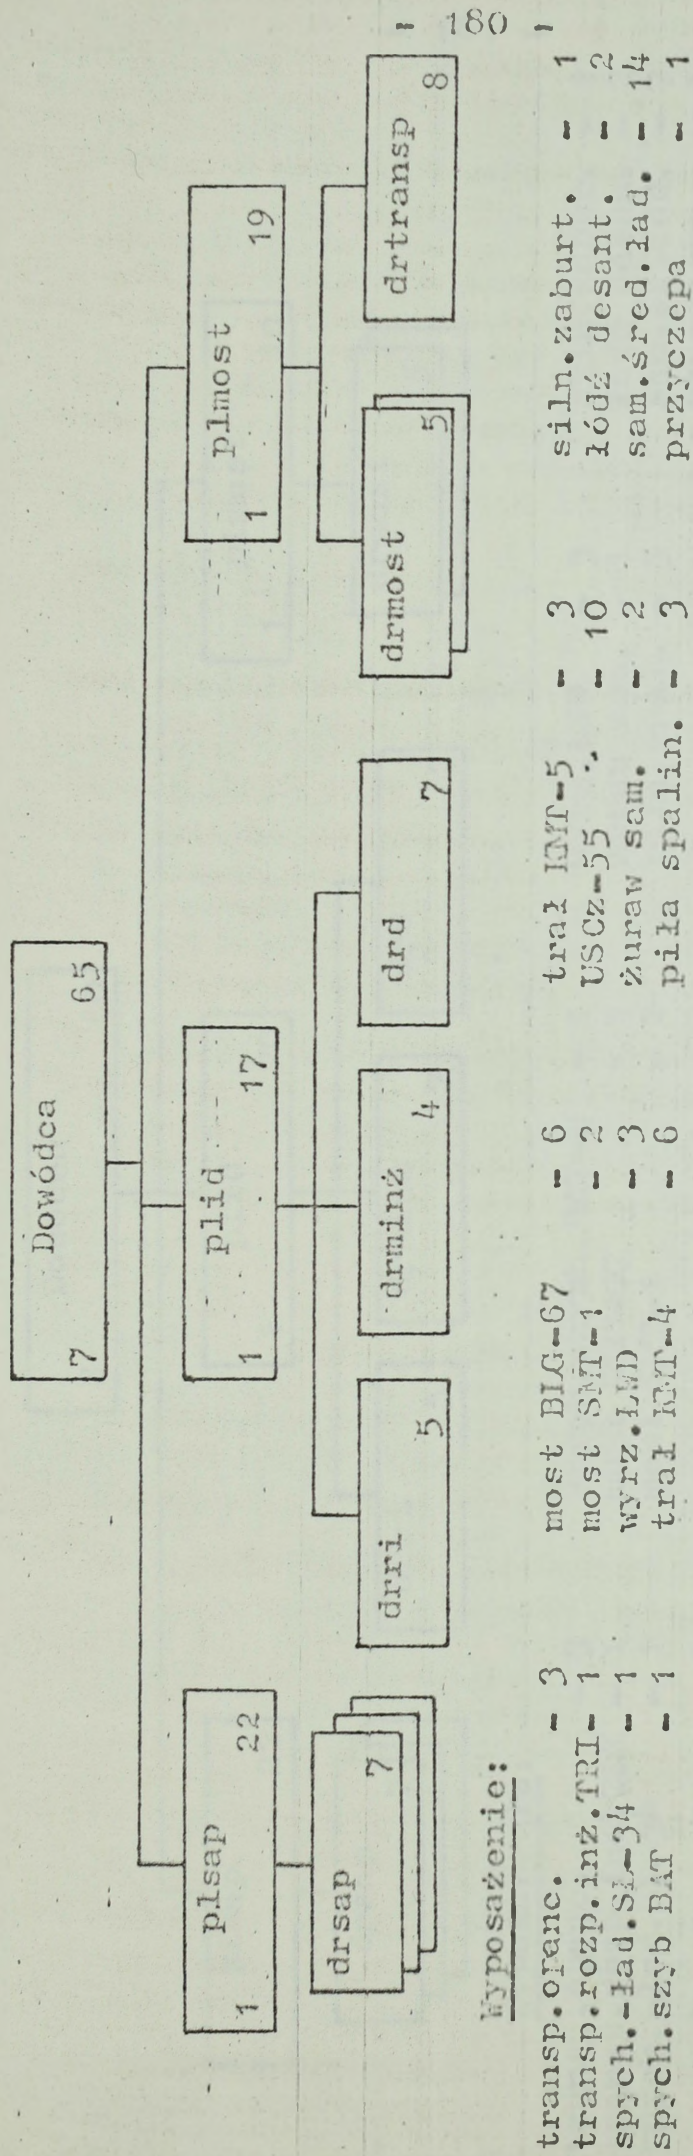 - 180 -
Dowódca
7 65
plsap
1 22
plid
1 17
plmost
1 19
drsap
7
drri
5
drminż
4
drd
7
drmost
5
drtransp
8
Wyposażenie:
transp.opanc. - 3
transp.rozp.inż.TRI- 1
spych.-ład.SŁ-34 - 1
spych.szyb BAT - 1
most BLG-67 - 6
most SMT-1 - 2
wyrz.ŁWD - 3
trał KMT-4 - 6
trał KMT-5 - 3
USCz-55 - 10
żuraw sam. - 2
piła spalin. - 3
siln.zaburt. - 1
łódź desant. - 2
sam.śred.ład. - 14
przyczepa - 1